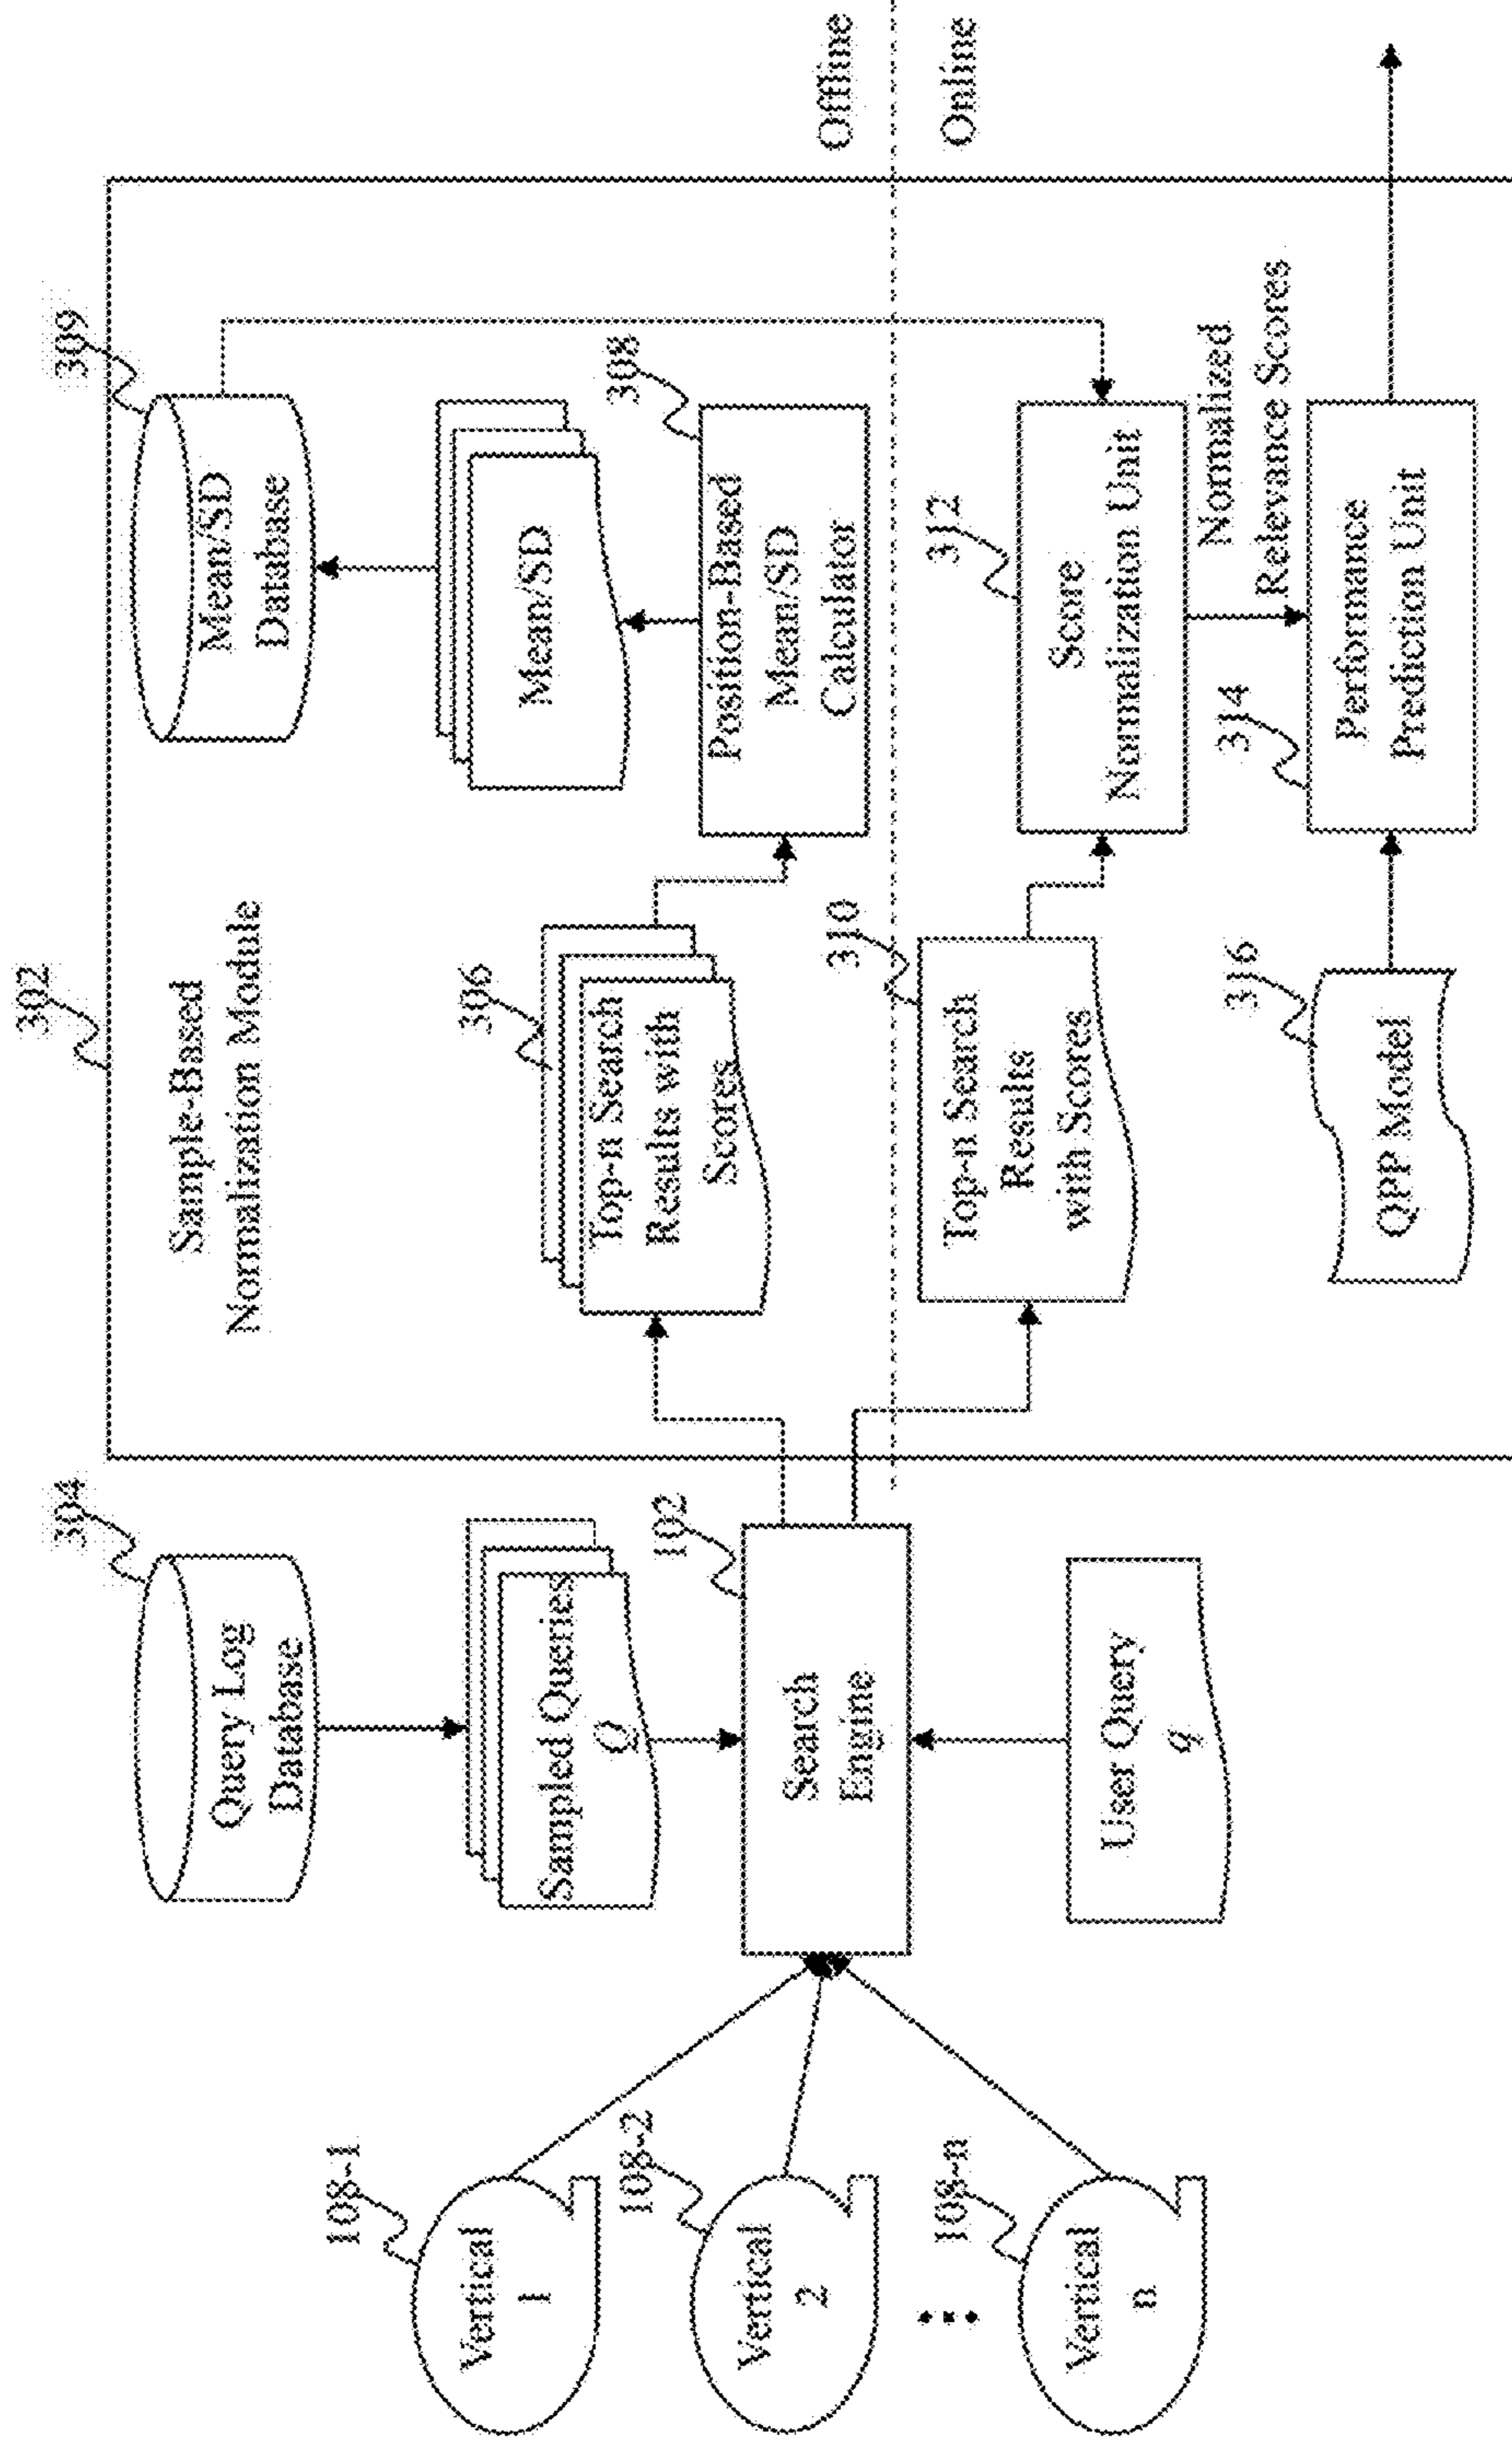 302
Sample-Based
Normalization Module
304
Query Log
Database
309
Mean/SD
Database
108-1
Vertical
1
Sampled Queries
Q
306
Top-n Search
Results with
Scores
Mean/SD
108-2
Vertical
2
102
Search
Engine
308
Position-Based
Mean/SD
Calculator
Offline
Online
108-n
Vertical
n
User Query
q
310
Top-n Search
Results
with Scores
312
Score
Normalization Unit
Normalized
Relevance Scores
316
QPP Model
314
Performance
Prediction Unit